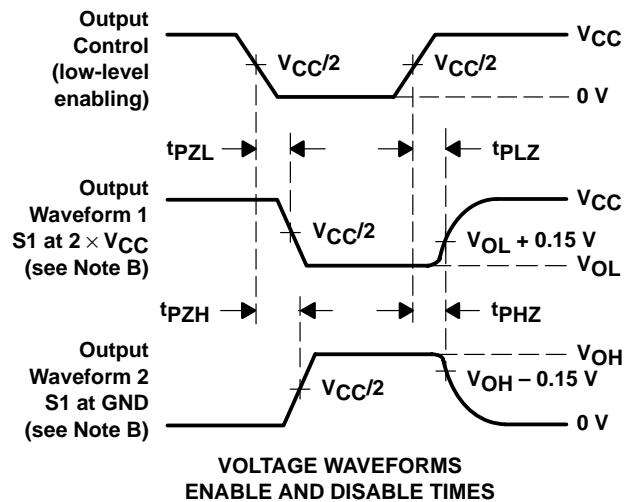 Output
Control
(low-level
enabling)
VCC/2
VCC/2
VCC
0 V
tPZL
tPLZ
Output
Waveform 1
S1 at 2 × VCC
(see Note B)
VCC/2
VCC
VOL + 0.15 V
VOL
tPZH
tPHZ
Output
Waveform 2
S1 at GND
(see Note B)
VCC/2
VOH
VOH – 0.15 V
0 V
VOLTAGE WAVEFORMS
ENABLE AND DISABLE TIMES